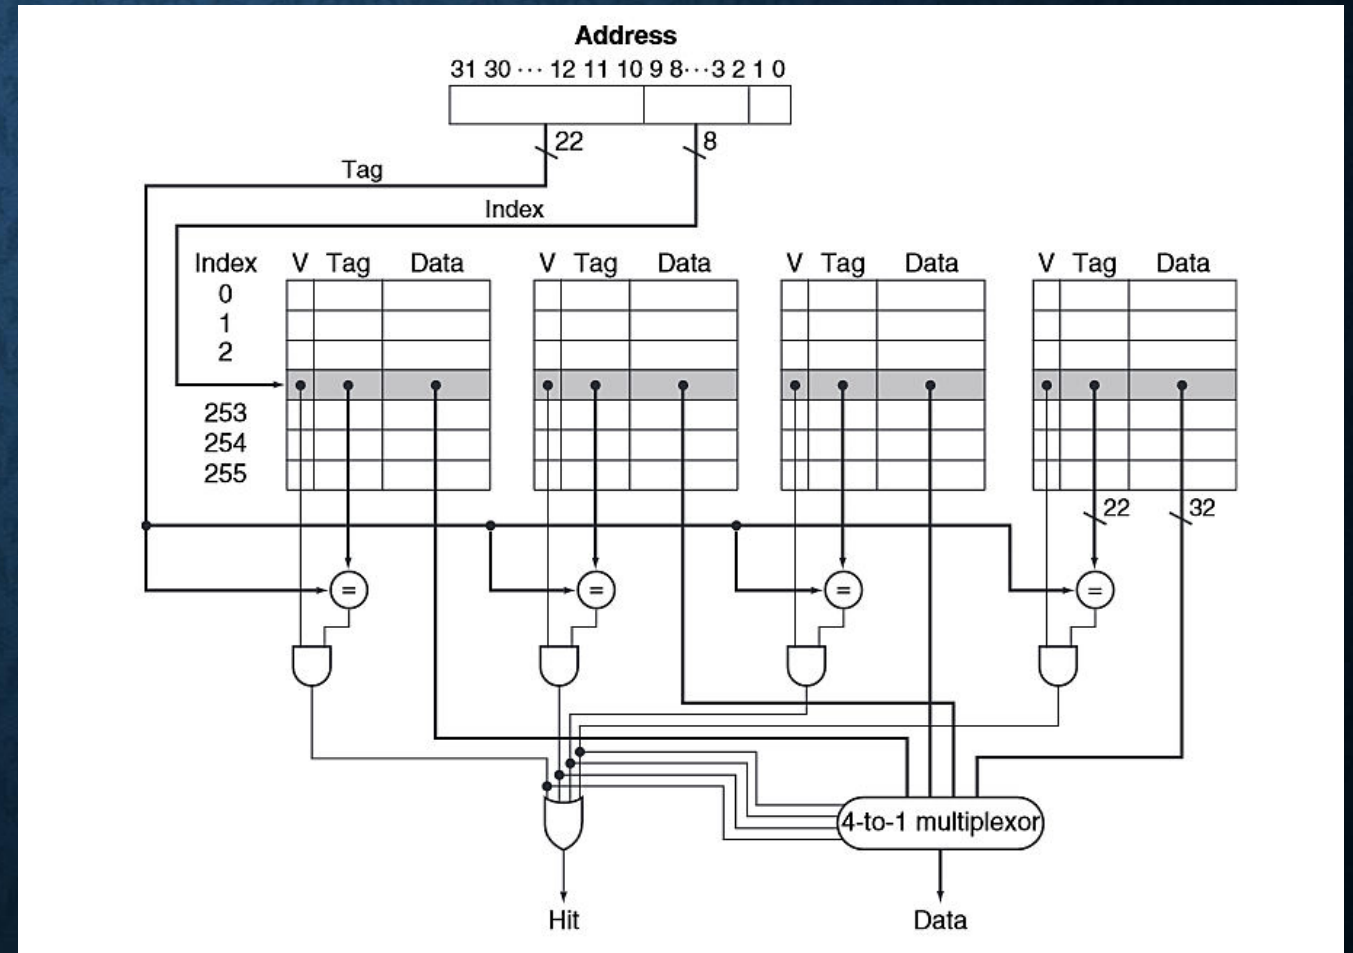 Address
31 30 ··· 12 11 10 9 8···3 2 1 0
22
8
Tag
Index
Index V Tag Data V Tag Data V Tag Data V Tag Data
0
1
2
253
254
255
22 32
= = = =
4-to-1 multiplexor
Hit Data